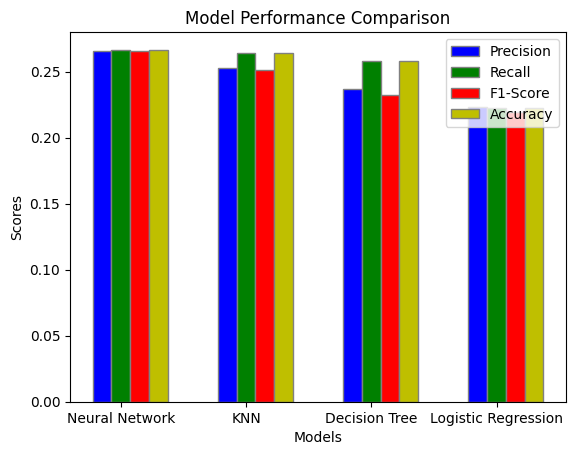 Model Performance Comparison
Precision
Recall
F1-Score
Accuracy
Scores
0.25
0.20
0.15
0.10
0.05
0.00
Neural Network KNN Decision Tree Logistic Regression
Models